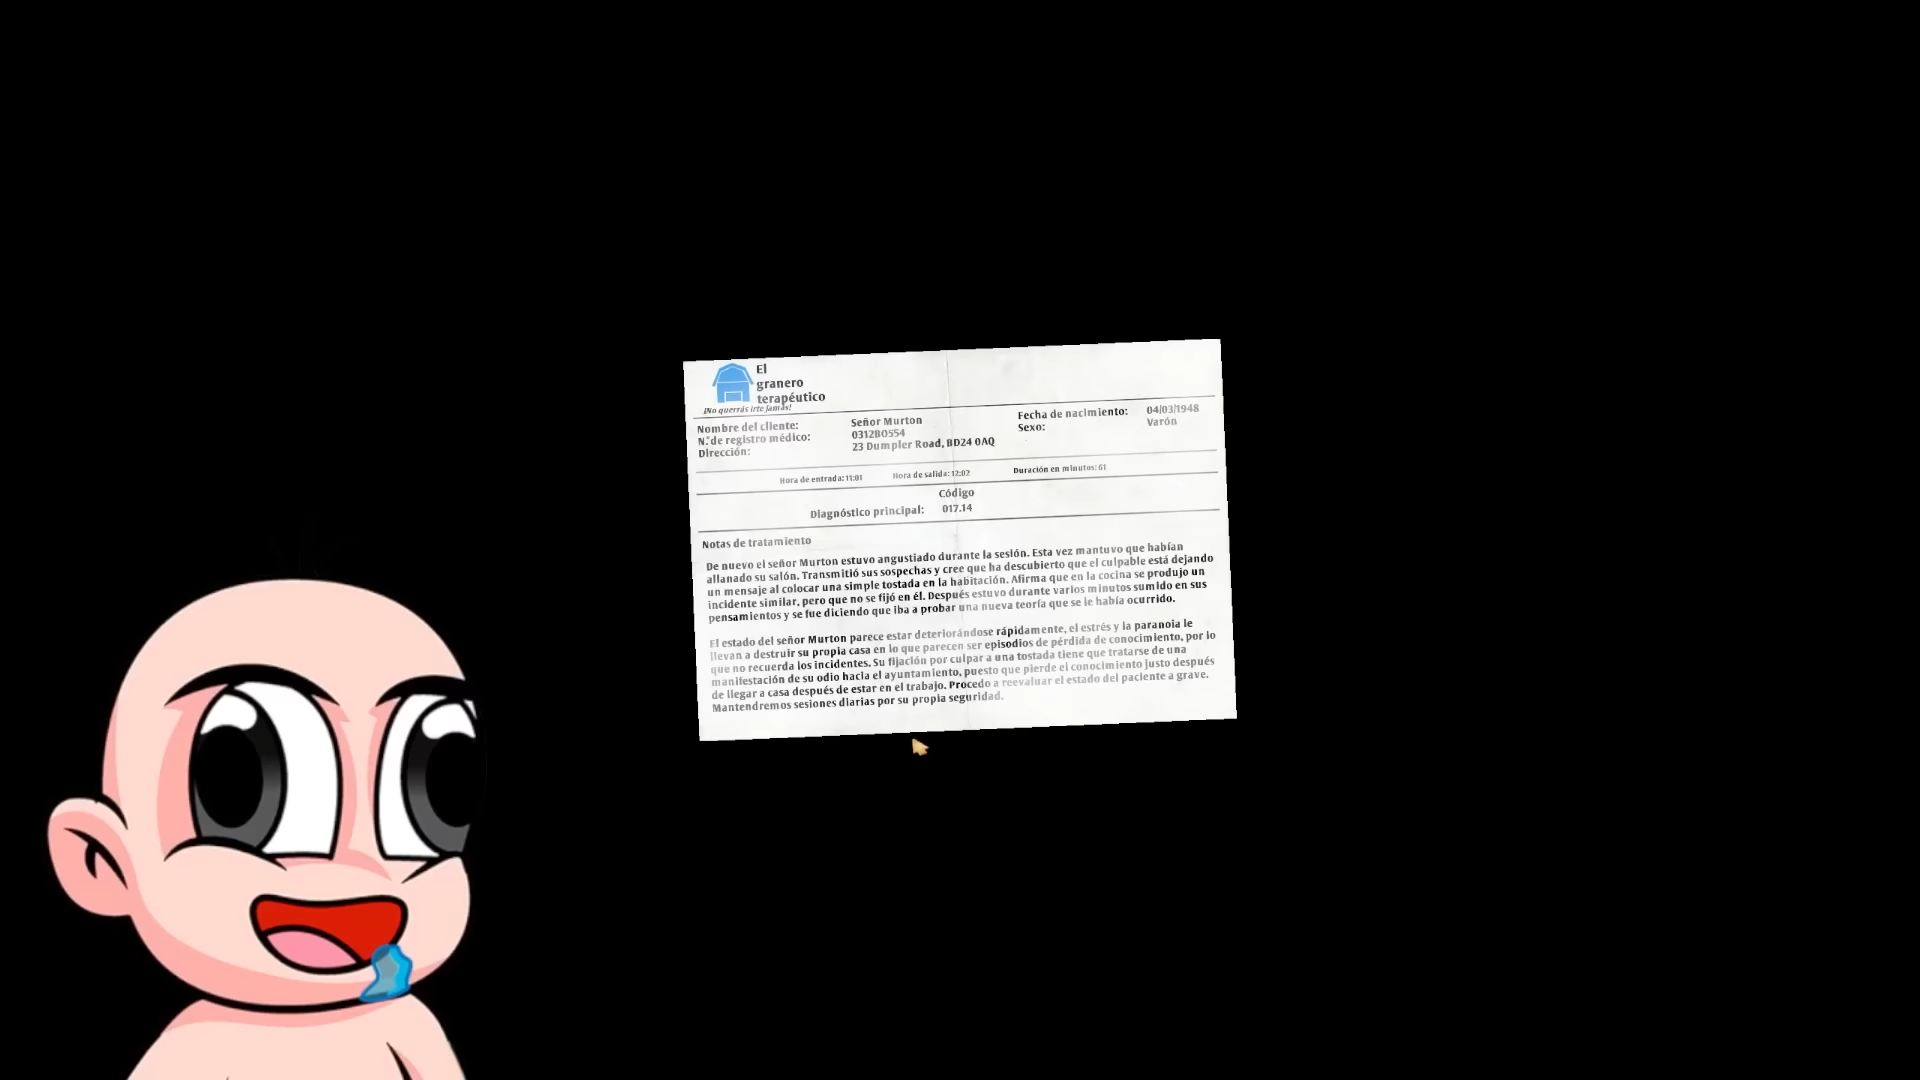 El
granero
terapéutico
¡No querrás irte jamás!
Nombre del cliente: Señor Murton Fecha de nacimiento: 04/03/1948
N.º de registro médico: 0312BO554 Sexo: Varón
Dirección: 23 Dumpler Road, BD24 0AQ
Hora de entrada: 11:01 Hora de salida: 12:02 Duración en minutos: 61
Código
Diagnóstico principal: 017.14
Notas de tratamiento
De nuevo el señor Murton estuvo angustiado durante la sesión. Esta vez mantuvo que habían
allanado su salón. Transmitió sus sospechas y cree que ha descubierto que el culpable está dejando
un mensaje al colocar una simple tostada en la habitación. Afirma que en la cocina se produjo un
incidente similar, pero que no se fijó en él. Después estuvo durante varios minutos sumido en sus
pensamientos y se fue diciendo que iba a probar una nueva teoría que se le había ocurrido.
El estado del señor Murton parece estar deteriorándose rápidamente, el estrés y la paranoia le
llevan a destruir su propia casa en lo que parecen ser episodios de pérdida de conocimiento, por lo
que no recuerda los incidentes. Su fijación por culpar a una tostada tiene que tratarse de una
manifestación de su odio hacia el ayuntamiento, puesto que pierde el conocimiento justo después
de llegar a casa después de estar en el trabajo. Procedo a reevaluar el estado del paciente a grave.
Mantendremos sesiones diarias por su propia seguridad.